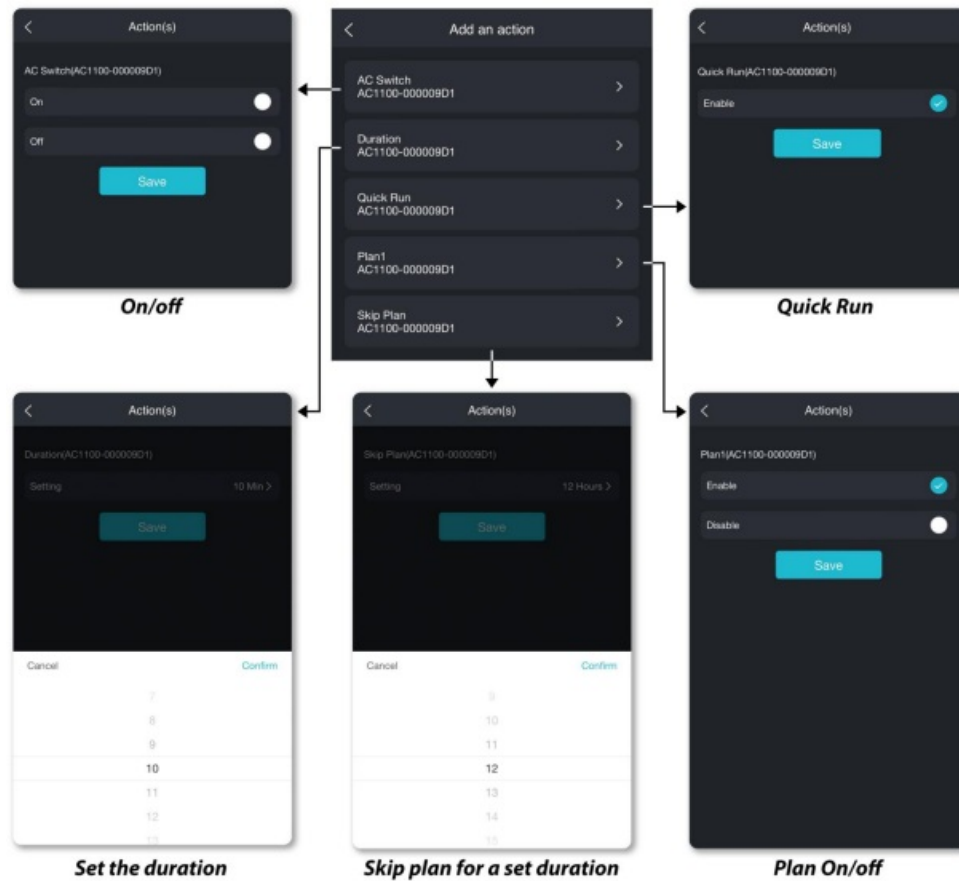 Action(s)
AC Switch(AC1100-000009D1)
On
Off
Save
On/off
Add an action
AC Switch
AC1100-000009D1
Duration
AC1100-000009D1
Quick Run
AC1100-000009D1
Plan1
AC1100-000009D1
Skip Plan
AC1100-000009D1
Action(s)
Quick Run(AC1100-000009D1)
Enable
Save
Quick Run
Action(s)
Duration(AC1100-000009D1)
Setting 10 Min >
Save
Cancel Confirm
7
8
9
10
11
12
13
Set the duration
Action(s)
Skip Plan(AC1100-000009D1)
Setting 12 Hours >
Save
Cancel Confirm
9
10
11
12
13
14
15
Skip plan for a set duration
Action(s)
Plan1(AC1100-000009D1)
Enable
Disable
Save
Plan On/off